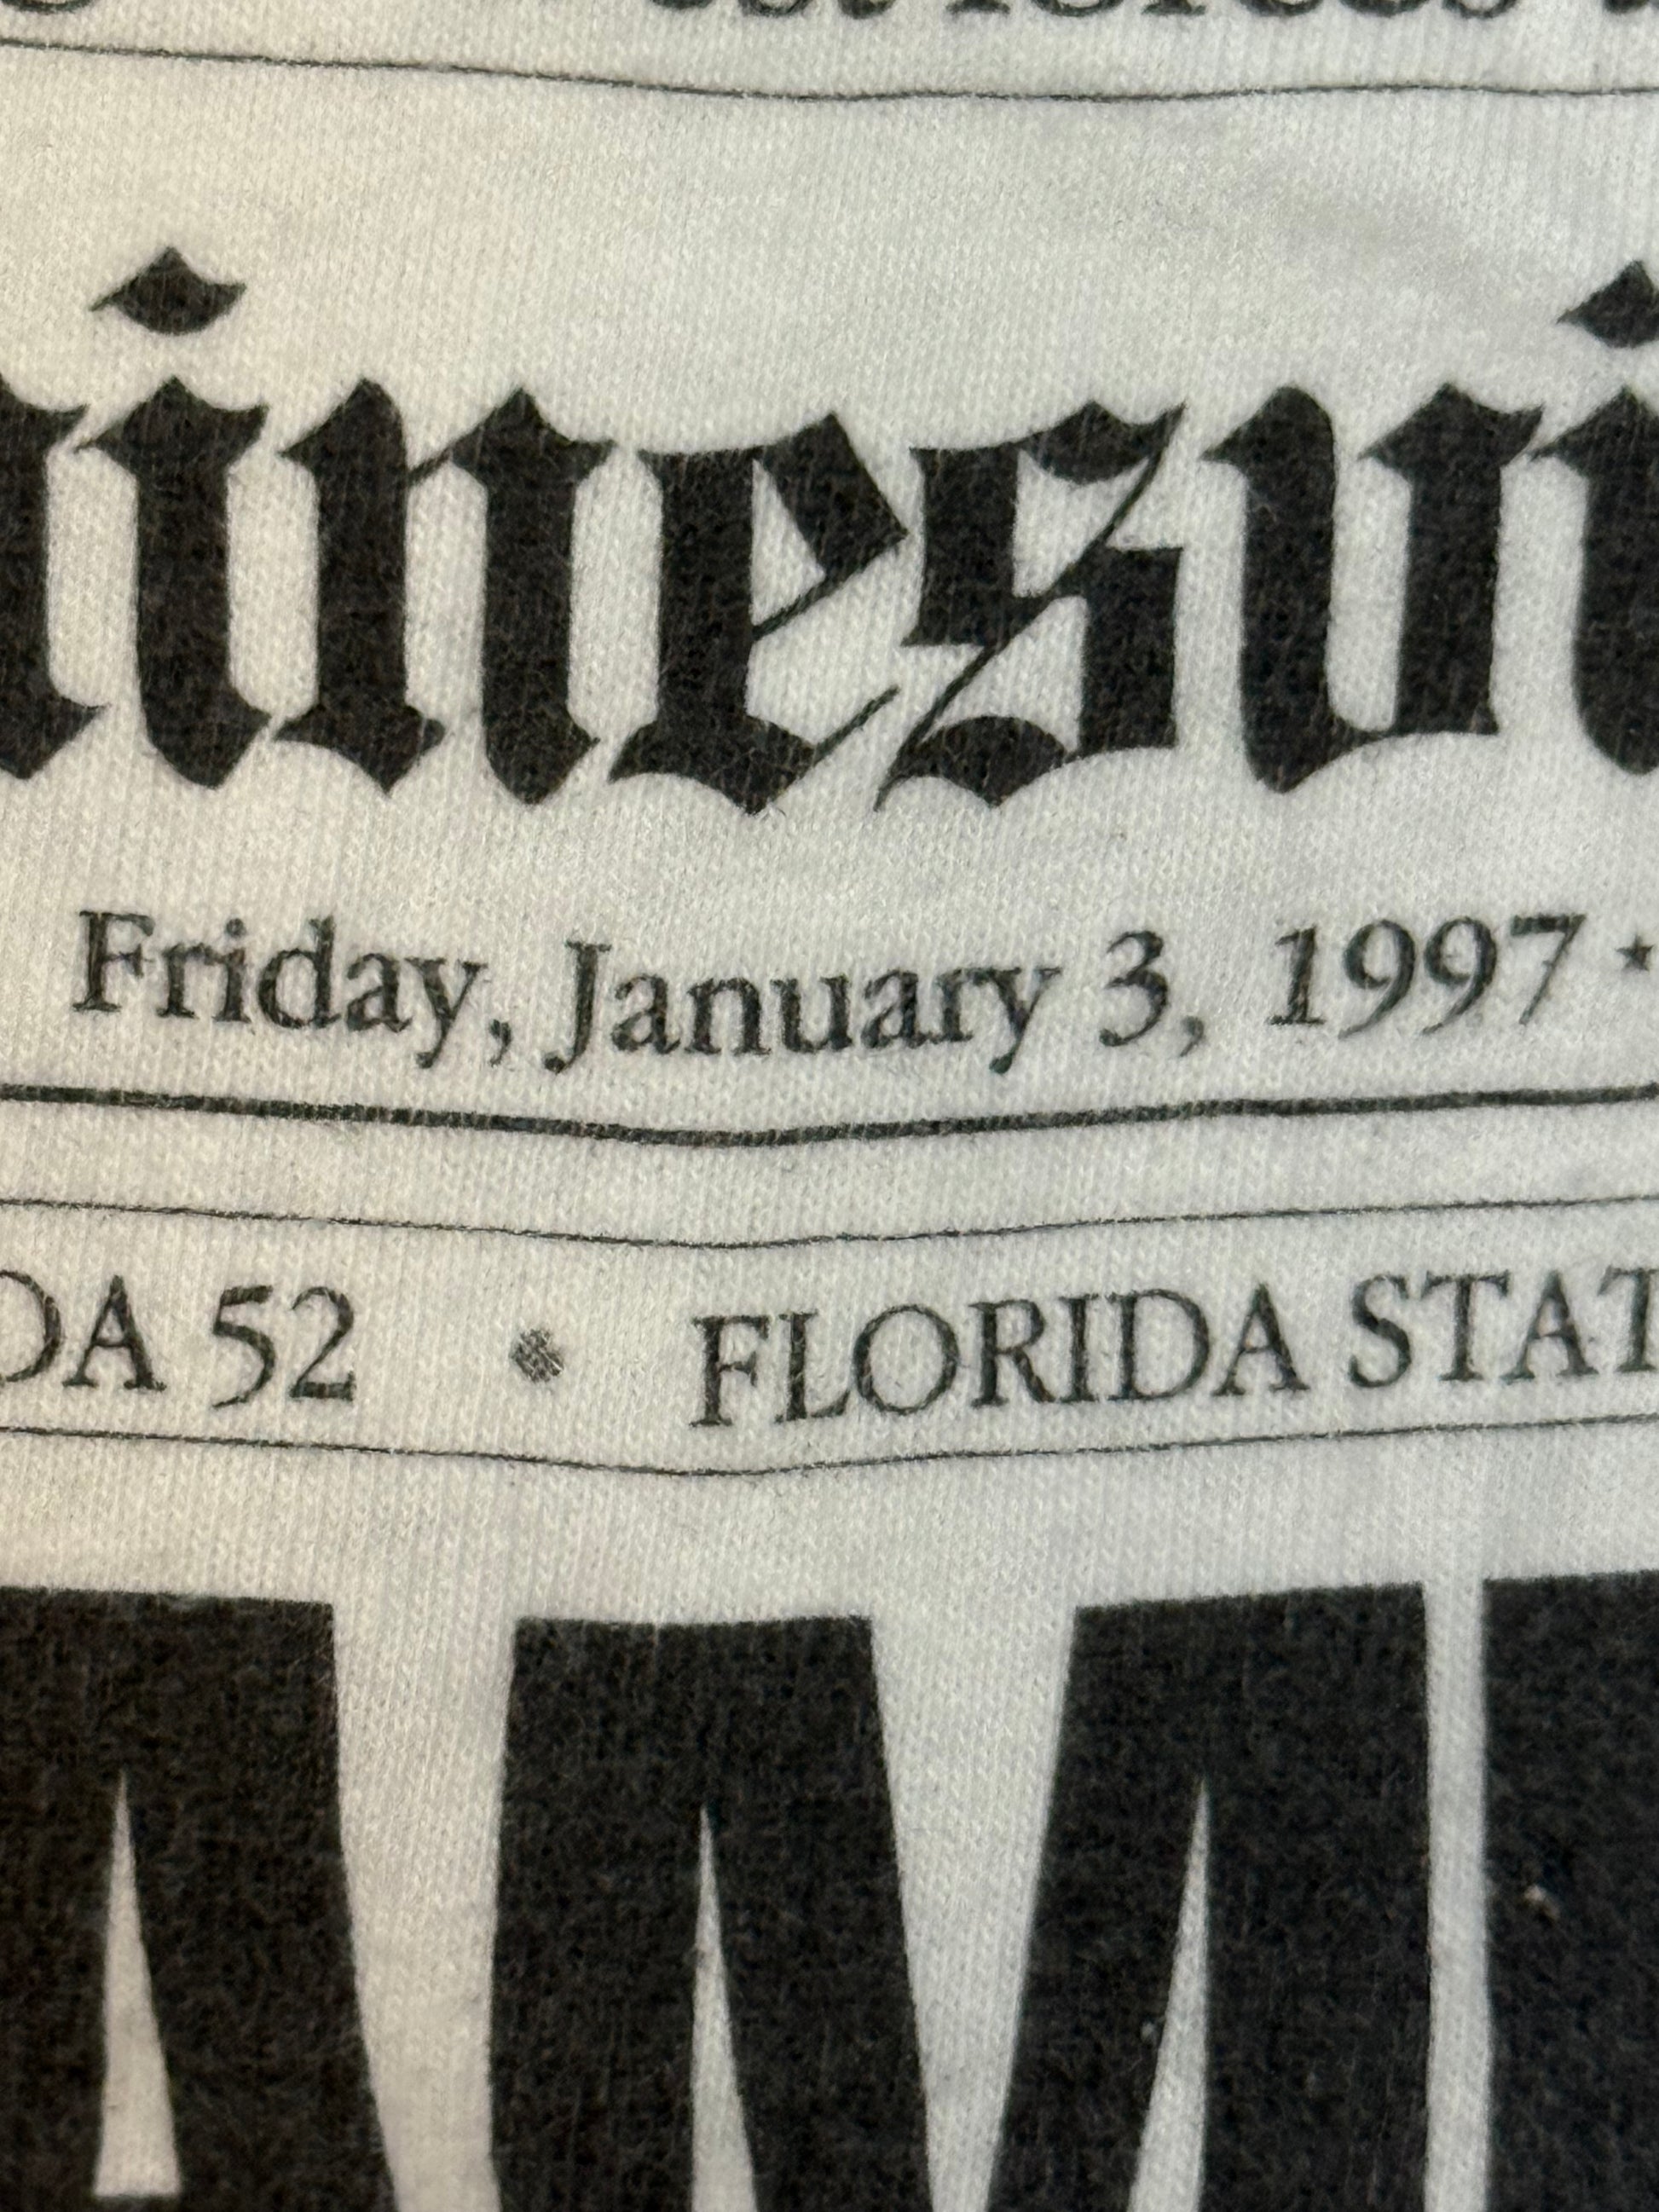 inesvi
Friday, January 3, 1997
DA 52 • FLORIDA STAT
AM